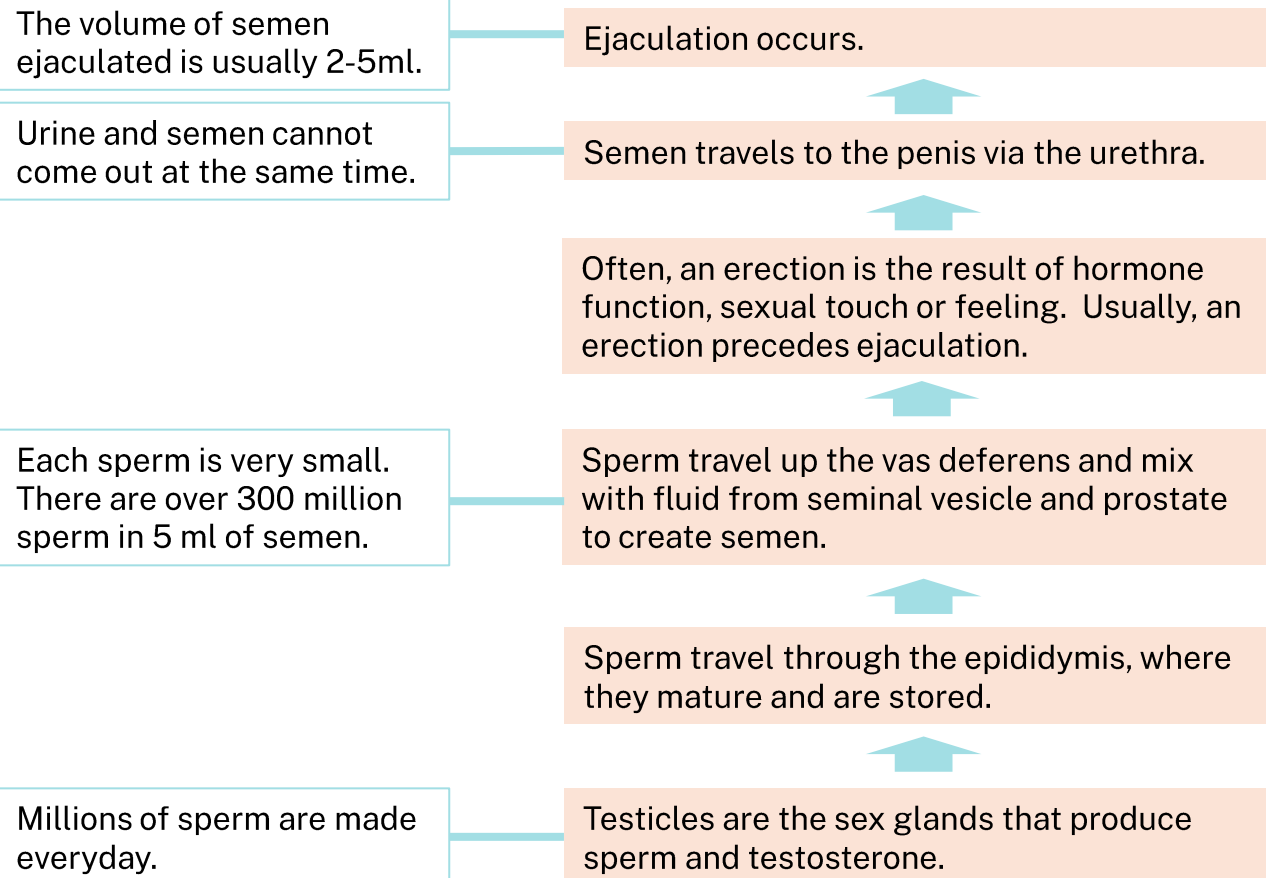 The volume of semen
ejaculated is usually 2-5ml.
Ejaculation occurs.
Urine and semen cannot
come out at the same time.
Semen travels to the penis via the urethra.
Often, an erection is the result of hormone
function, sexual touch or feeling.  Usually, an
erection precedes ejaculation.
Each sperm is very small.
There are over 300 million
sperm in 5 ml of semen.
Sperm travel up the vas deferens and mix
with fluid from seminal vesicle and prostate
to create semen.
Sperm travel through the epididymis, where
they mature and are stored.
Millions of sperm are made
everyday.
Testicles are the sex glands that produce
sperm and testosterone.